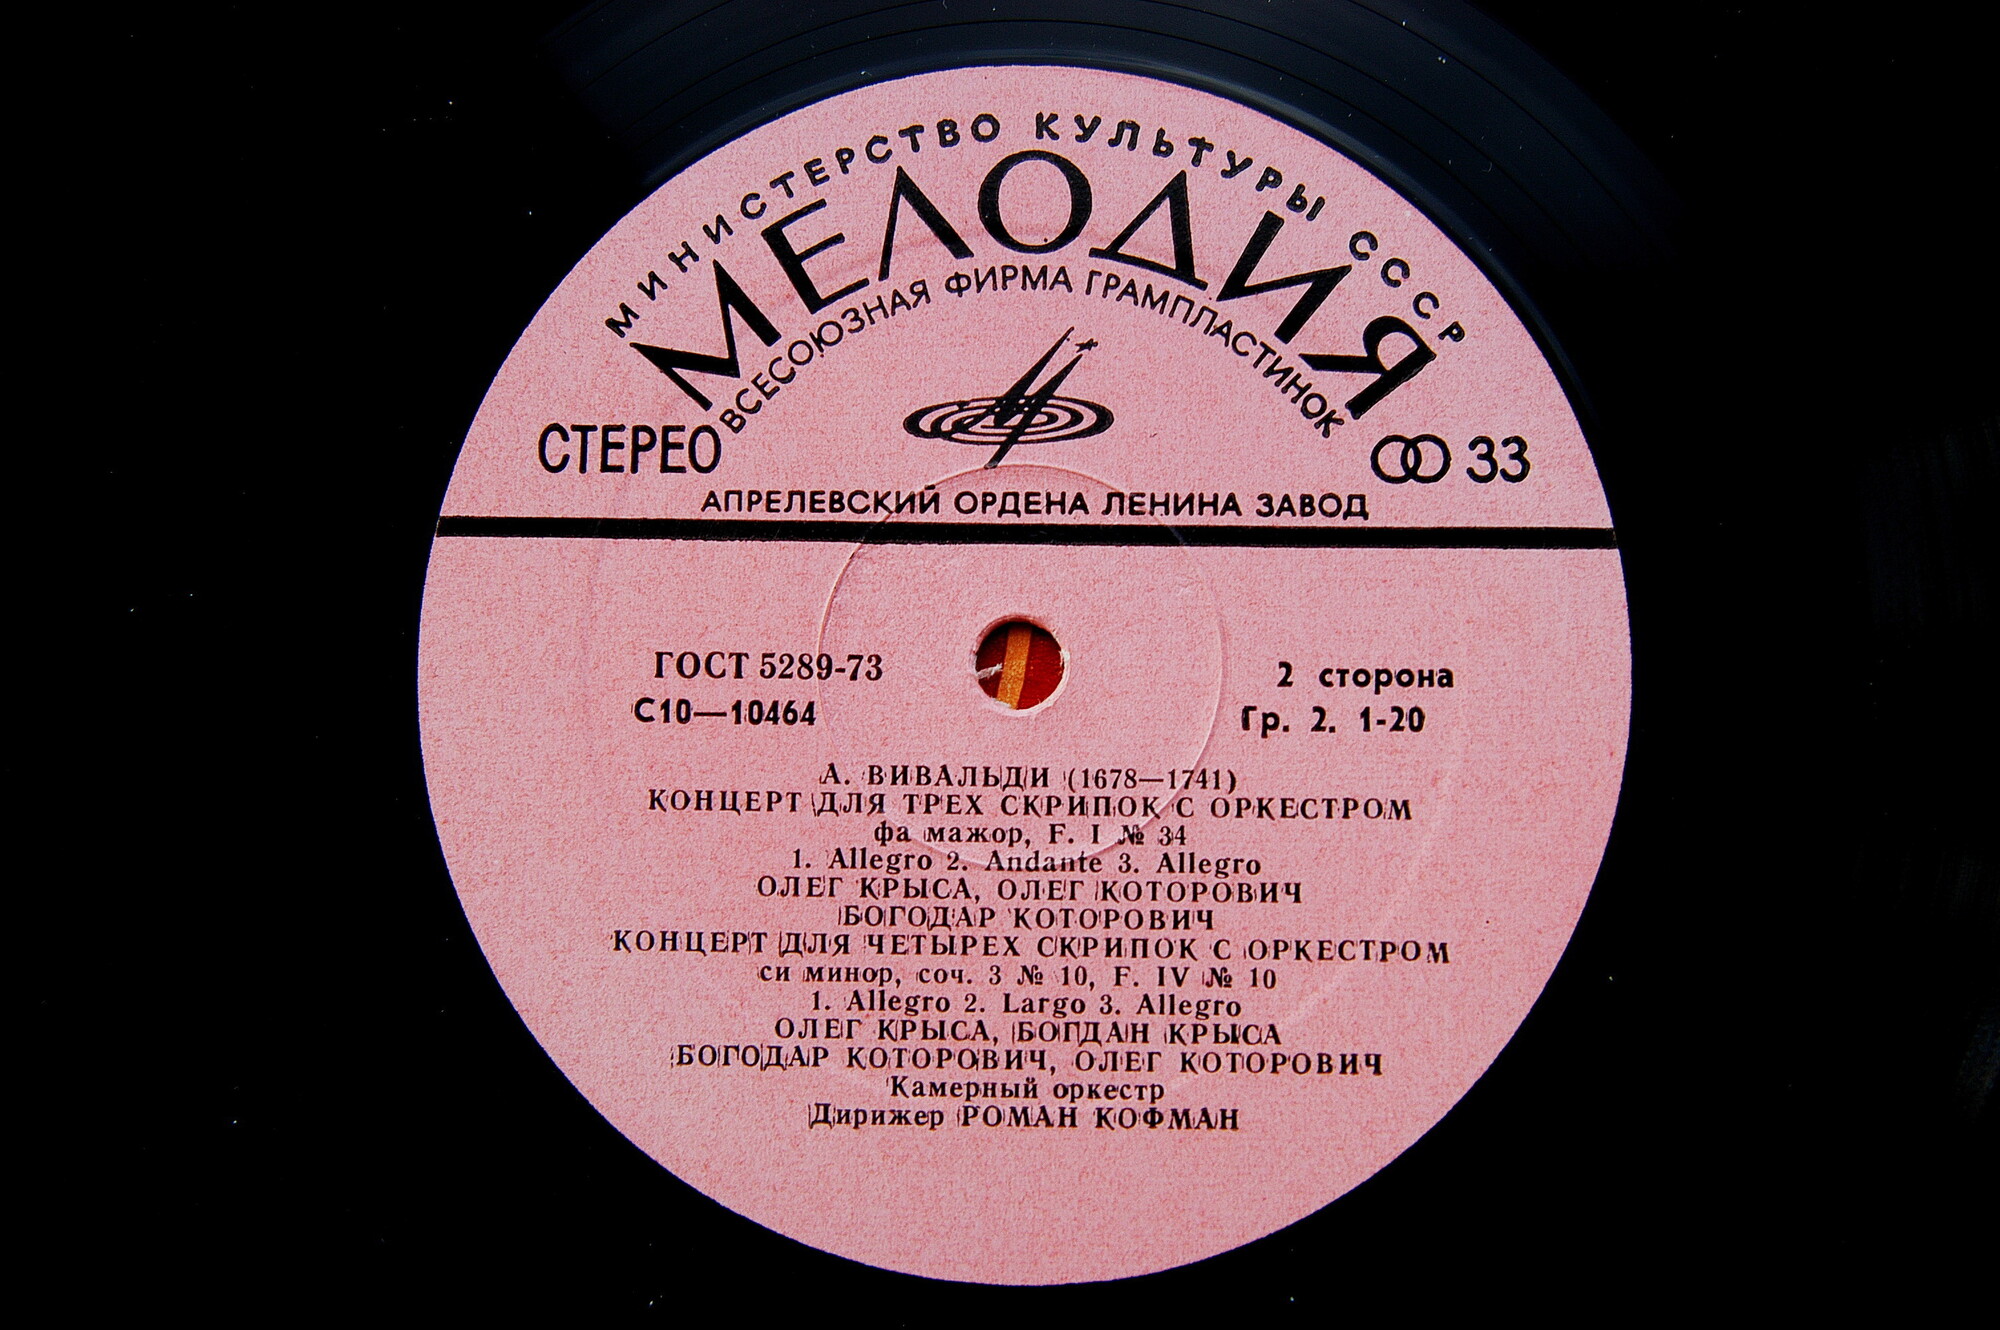 МИНИСТЕРСТВО КУЛЬТУРЫ СССР
МЕЛОДИЯ
ВСЕСОЮЗНАЯ ФИРМА ГРАМПЛАСТИНОК
СТЕРЕО
33
АПРЕЛЕВСКИЙ ОРДЕНА ЛЕНИНА ЗАВОД
ГОСТ 5289-73
С10—10464
2 сторона
Гр. 2. 1-20
А. ВИВАЛЬДИ (1678—1741)
КОНЦЕРТ ДЛЯ ТРЕХ СКРИПОК С ОРКЕСТРОМ
фа мажор, F. I № 34
1. Allegro 2. Andante 3. Allegro
ОЛЕГ КРЫСА, ОЛЕГ КОТОРОВИЧ
БОГОДАР КОТОРОВИЧ
КОНЦЕРТ ДЛЯ ЧЕТЫРЕХ СКРИПОК С ОРКЕСТРОМ
си минор, соч. 3 № 10, F. IV № 10
1. Allegro 2. Largo 3. Allegro
ОЛЕГ КРЫСА, БОГДАН КРЫСА
БОГОДАР КОТОРОВИЧ, ОЛЕГ КОТОРОВИЧ
Камерный оркестр
Дирижер РОМАН КОФМАН